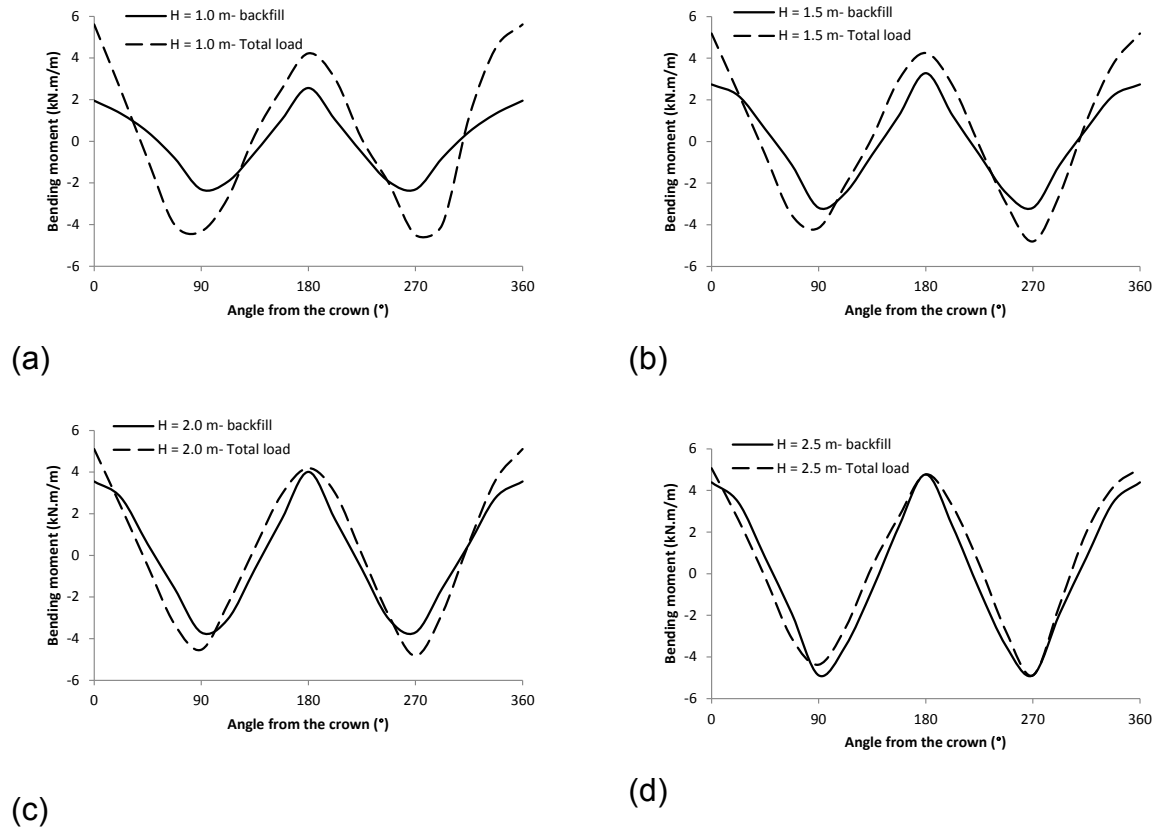 H = 1.0 m- backfill
H = 1.0 m- Total load
Bending moment (kN.m/m)
6
4
2
0
-2
-4
-6
0 90 180 270 360
Angle from the crown (°)
(a)
H = 1.5 m- backfill
H = 1.5 m- Total load
Bending moment (kN.m/m)
6
4
2
0
-2
-4
-6
0 90 180 270 360
Angle from the crown (°)
(b)
H = 2.0 m- backfill
H = 2.0 m- Total load
Bending moment (kN.m/m)
6
4
2
0
-2
-4
-6
0 90 180 270 360
Angle from the crown (°)
(c)
H = 2.5 m- backfill
H = 2.5 m- Total load
Bending moment (kN.m/m)
6
4
2
0
-2
-4
-6
0 90 180 270 360
Angle from the crown (°)
(d)